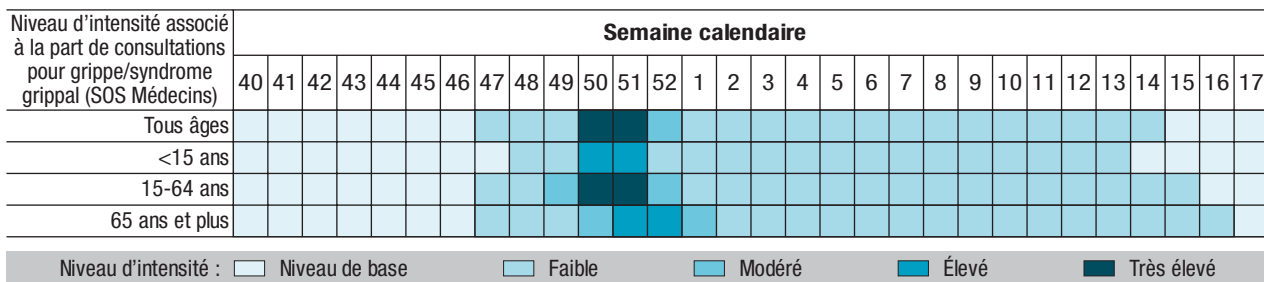 Niveau d'intensité associé
à la part de consultations
pour grippe/syndrome
grippal (SOS Médecins)
Semaine calendaire
40 41 42 43 44 45 46 47 48 49 50 51 52 1 2 3 4 5 6 7 8 9 10 11 12 13 14 15 16 17
Tous âges
<15 ans
15-64 ans
65 ans et plus
Niveau d'intensité : Niveau de base Faible Modéré Élevé Très élevé